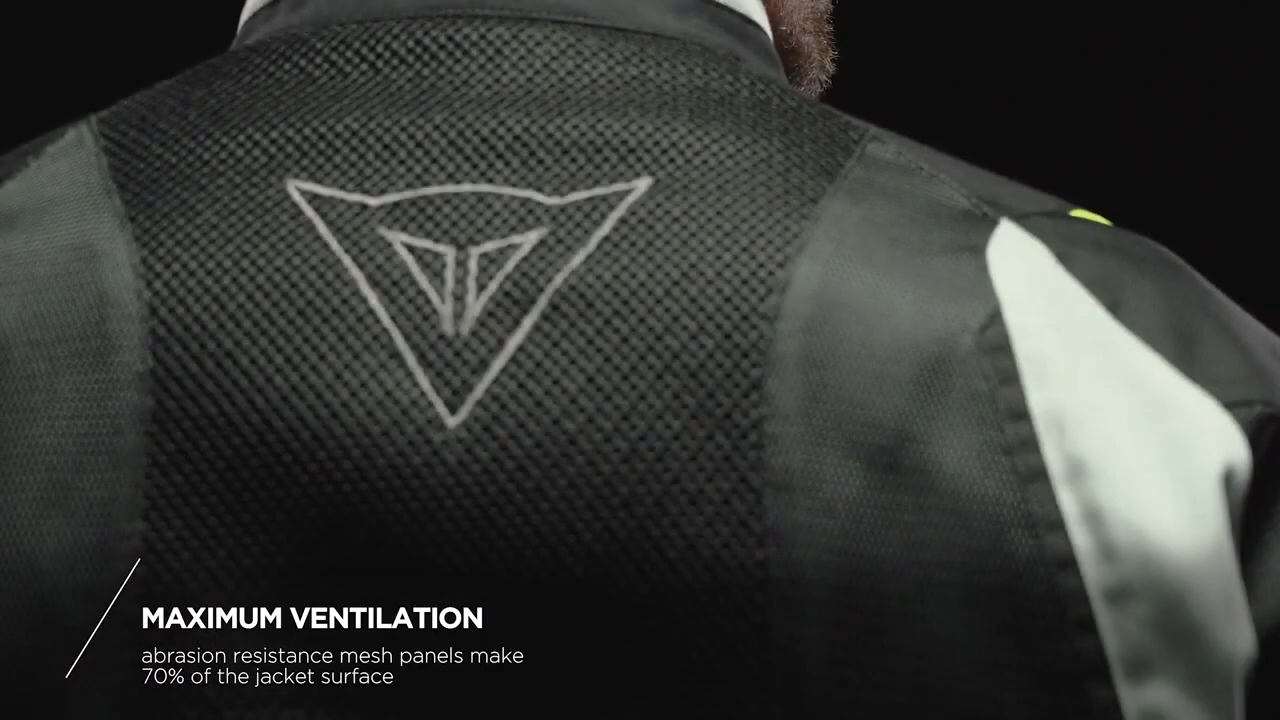 MAXIMUM VENTILATION
abrasion resistance mesh panels make
70% of the jacket surface